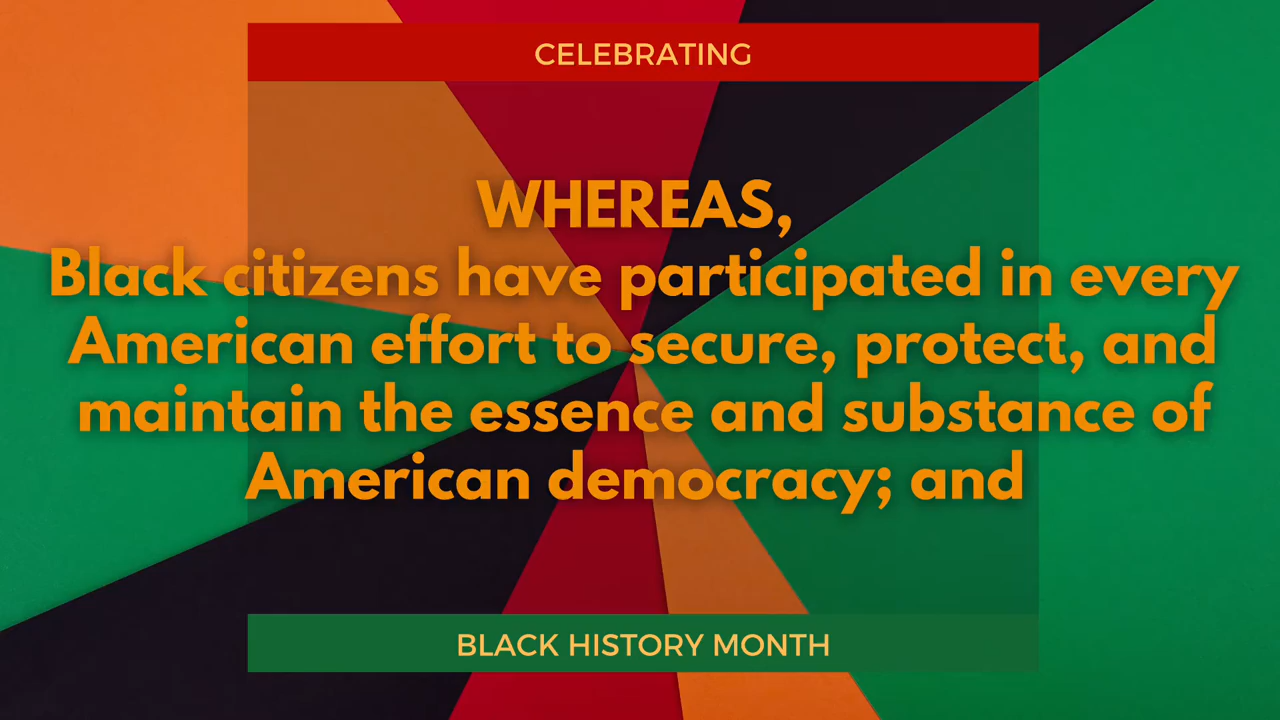 CELEBRATING
WHEREAS,
Black citizens have participated in every
American effort to secure, protect, and
maintain the essence and substance of
American democracy; and
BLACK HISTORY MONTH